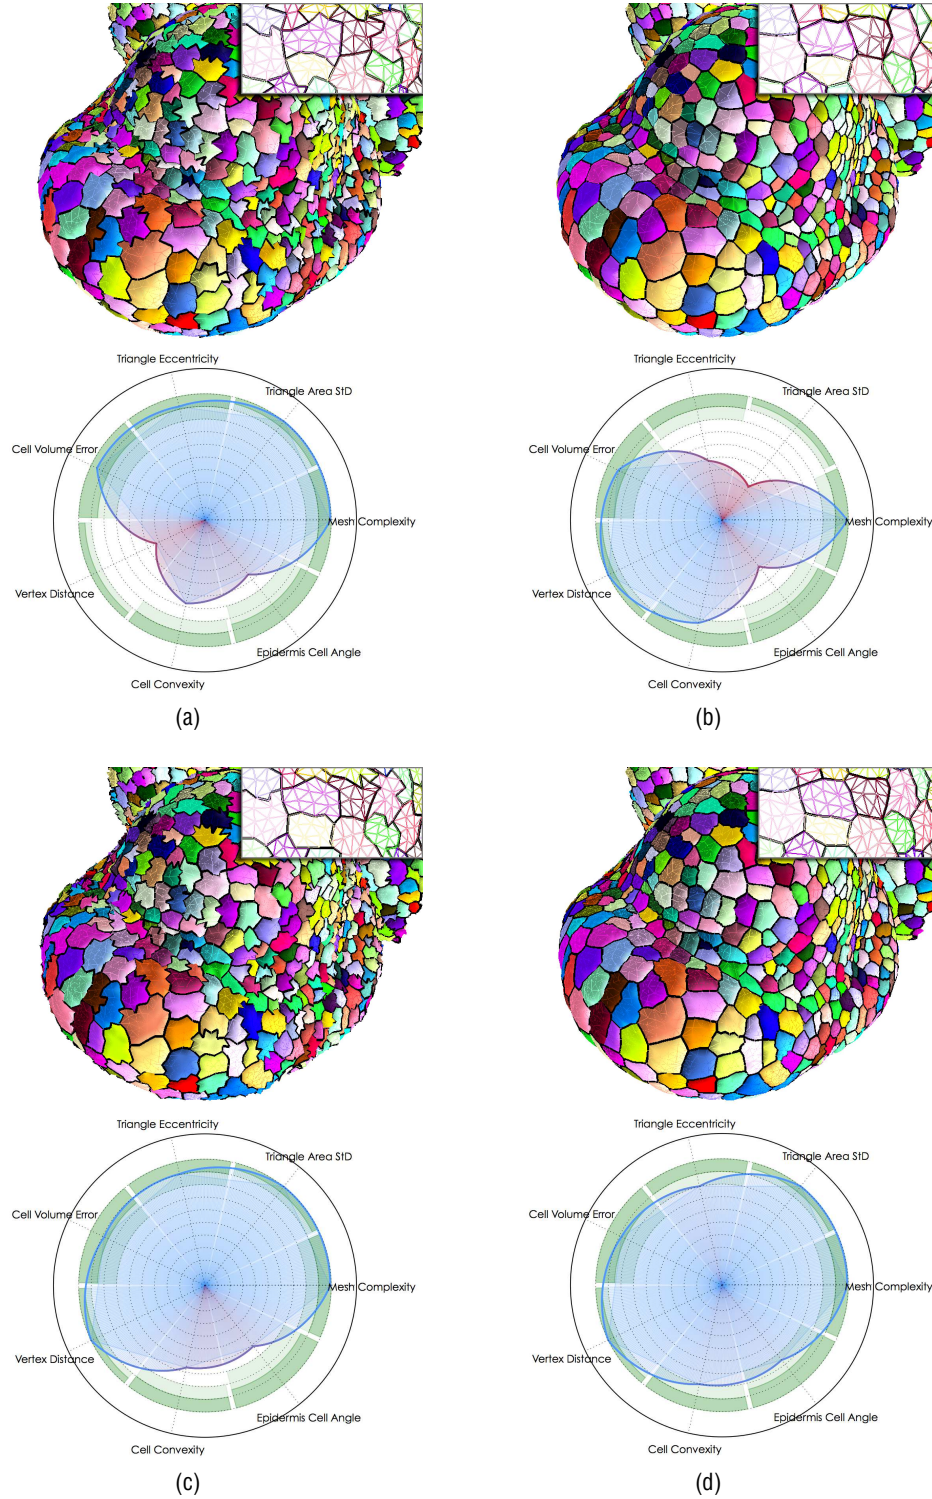 Triangle Eccentricity
Triangle Area StD
Cell Volume Error
Mesh Complexity
Vertex Distance
Epidermis Cell Angle
Cell Convexity
(a)
Triangle Eccentricity
Triangle Area StD
Cell Volume Error
Mesh Complexity
Vertex Distance
Epidermis Cell Angle
Cell Convexity
(b)
Triangle Eccentricity
Triangle Area StD
Cell Volume Error
Mesh Complexity
Vertex Distance
Epidermis Cell Angle
Cell Convexity
(c)
Triangle Eccentricity
Triangle Area StD
Cell Volume Error
Mesh Complexity
Vertex Distance
Epidermis Cell Angle
Cell Convexity
(d)